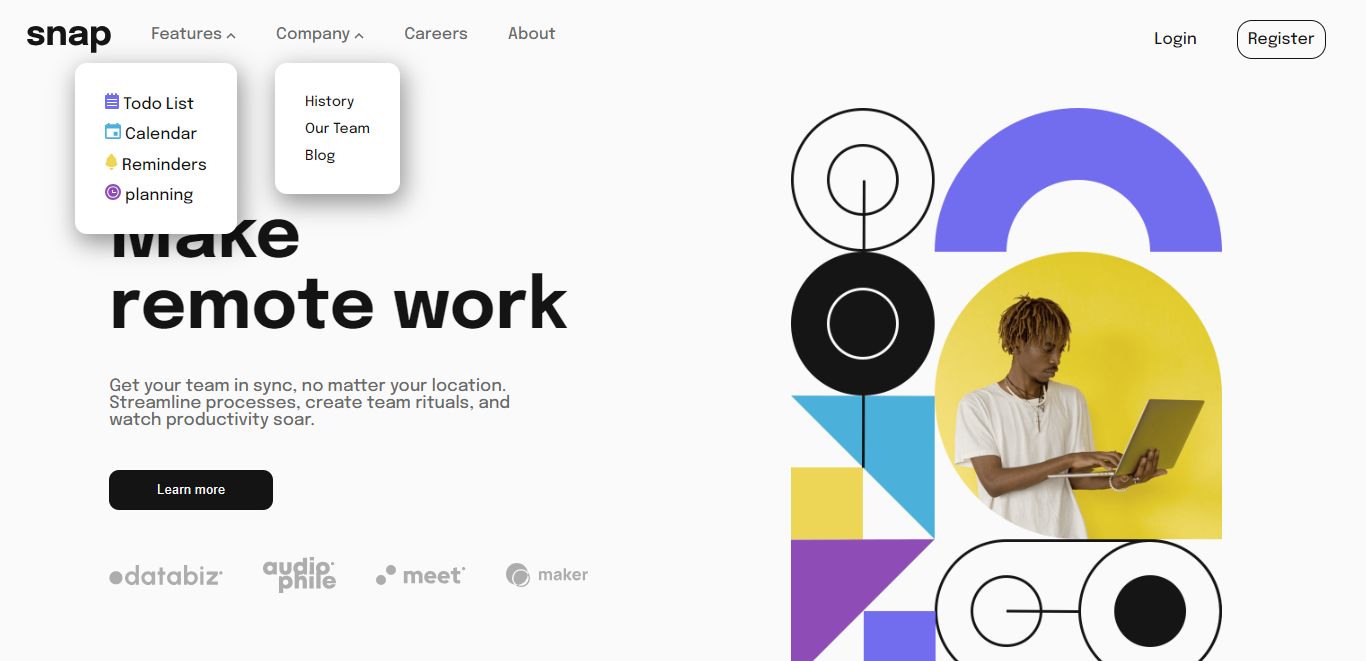 snap
Features
Company
Careers
About
Login
Register
Todo List
Calendar
Reminders
planning
History
Our Team
Blog
Make
remote work
Get your team in sync, no matter your location.
Streamline processes, create team rituals, and
watch productivity soar.
Learn more
databiz
audio
phile
meet
maker